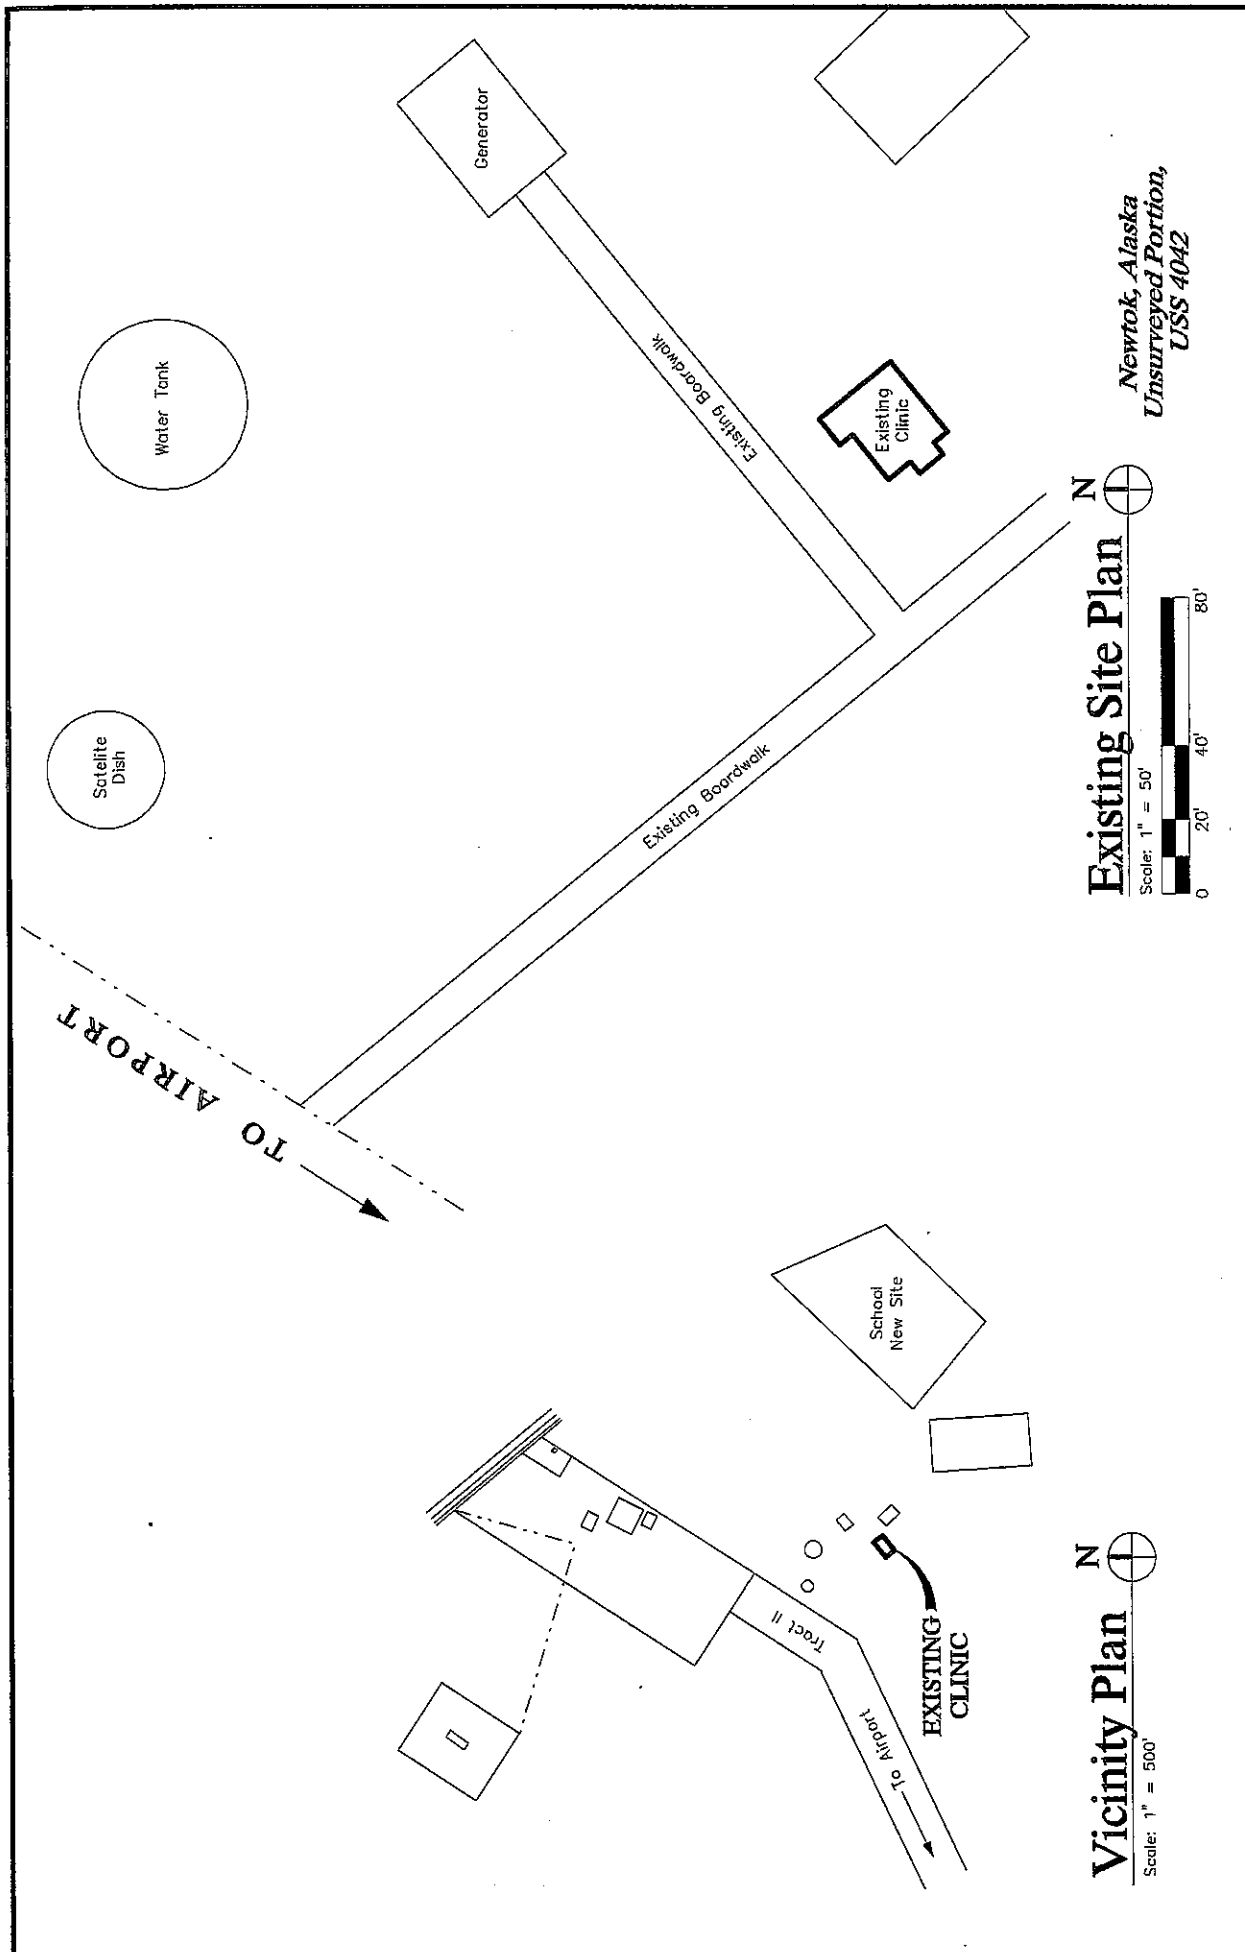 Generator
Water Tank
Satelite
Dish
Existing Boardwalk
Existing Boardwalk
Existing
Clinic
TO AIRPORT
Newtok, Alaska
Unsurveyed Portion,
USS 4042
N
Existing Site Plan
Scale: 1" = 50'
0 20' 40' 80'
School
New Site
Tract II
To Airport
EXISTING
CLINIC
N
Vicinity Plan
Scale: 1" = 500'